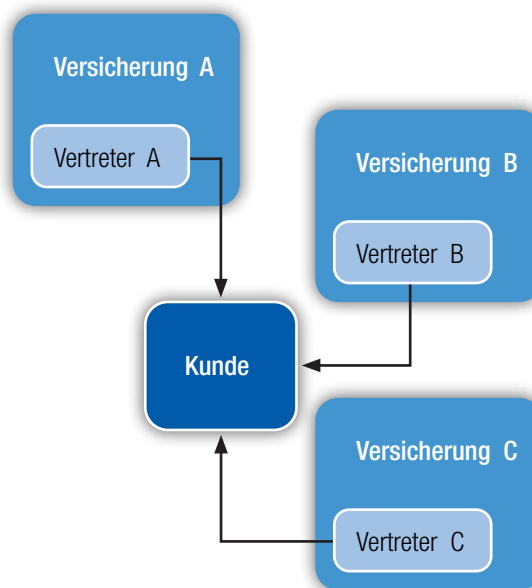 Versicherung A
Vertreter A
Versicherung B
Vertreter B
Kunde
Versicherung C
Vertreter C